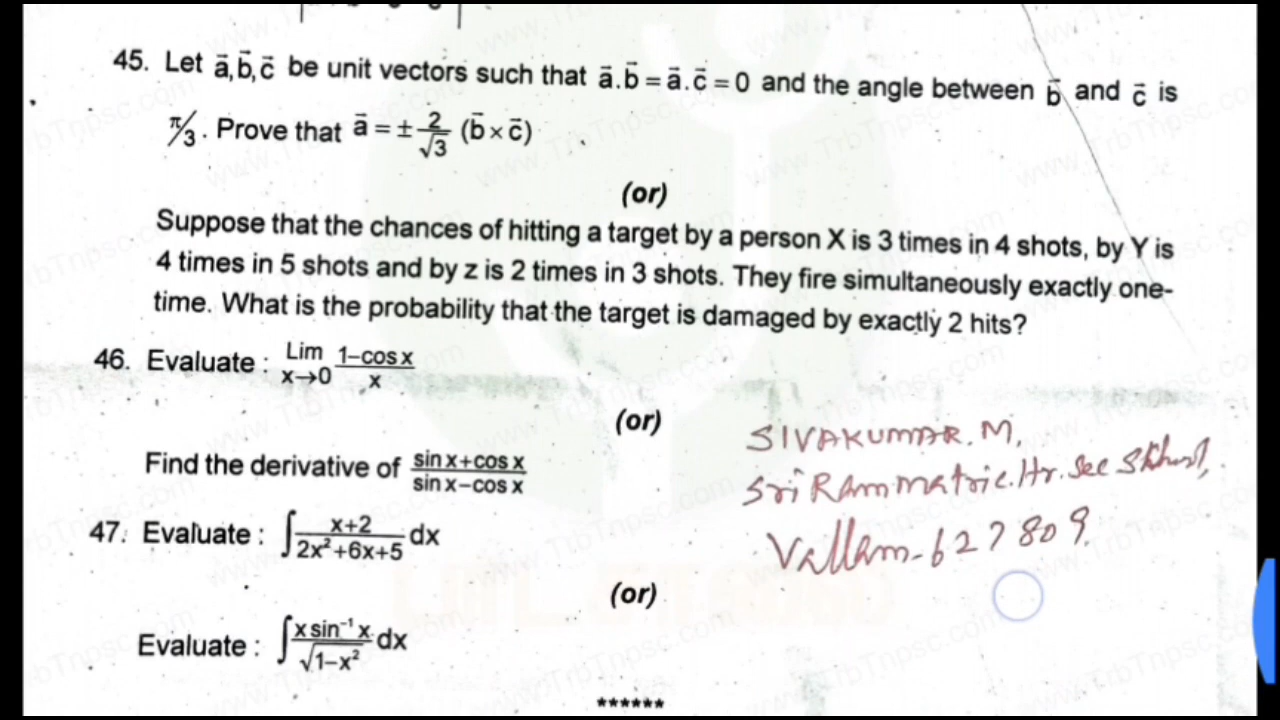 45. Let a⃗,b⃗,c⃗ be unit vectors such that a⃗.b⃗ = a⃗.c⃗ = 0 and the angle between b⃗ and c⃗ is
π/3. Prove that a⃗ = ± 2/√3 (b⃗ × c⃗)
(or)
Suppose that the chances of hitting a target by a person X is 3 times in 4 shots, by Y is
4 times in 5 shots and by z is 2 times in 3 shots. They fire simultaneously exactly one-
time. What is the probability that the target is damaged by exactly 2 hits?
46. Evaluate : Lim x→0 1–cos x / x
(or)
Find the derivative of sin x+cos x / sin x–cos x
47. Evaluate : ∫ x+2 / 2x²+6x+5 dx
(or)
Evaluate : ∫ x sin⁻¹ x / √1–x² dx
SIVAKUMAR. M,
Sri Ram matric. Hr. Sec
Vallam - 627809.
******